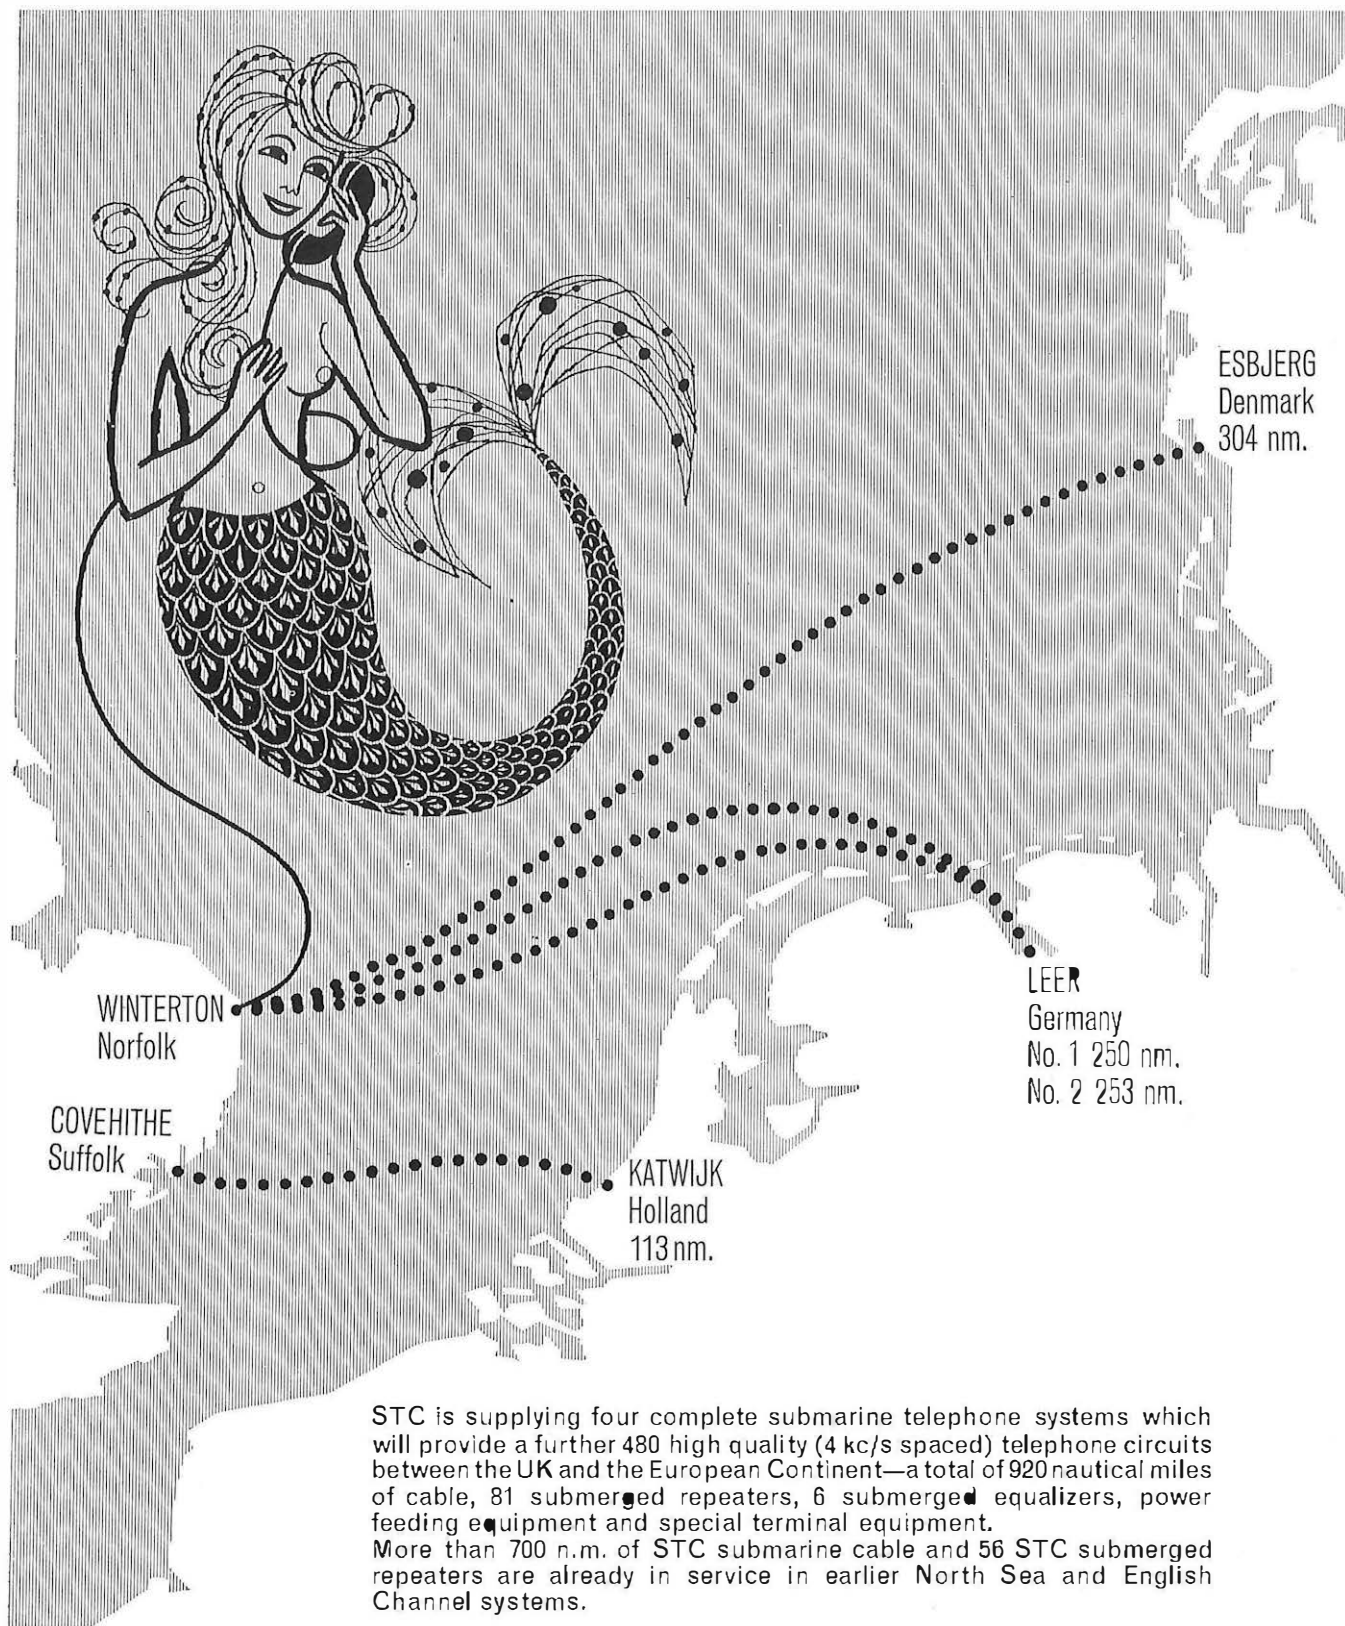 ESBJERG
Denmark
304 nm.
WINTERTON
Norfolk
LEER
Germany
No. 1 250 nm.
No. 2 253 nm.
COVEHITHE
Suffolk
KATWIJK
Holland
113 nm.
STC is supplying four complete submarine telephone systems which
will provide a further 480 high quality (4 kc/s spaced) telephone circuits
between the UK and the European Continent—a total of 920 nautical miles
of cable, 81 submerged repeaters, 6 submerged equalizers, power
feeding equipment and special terminal equipment.
More than 700 n.m. of STC submarine cable and 56 STC submerged
repeaters are already in service in earlier North Sea and English
Channel systems.